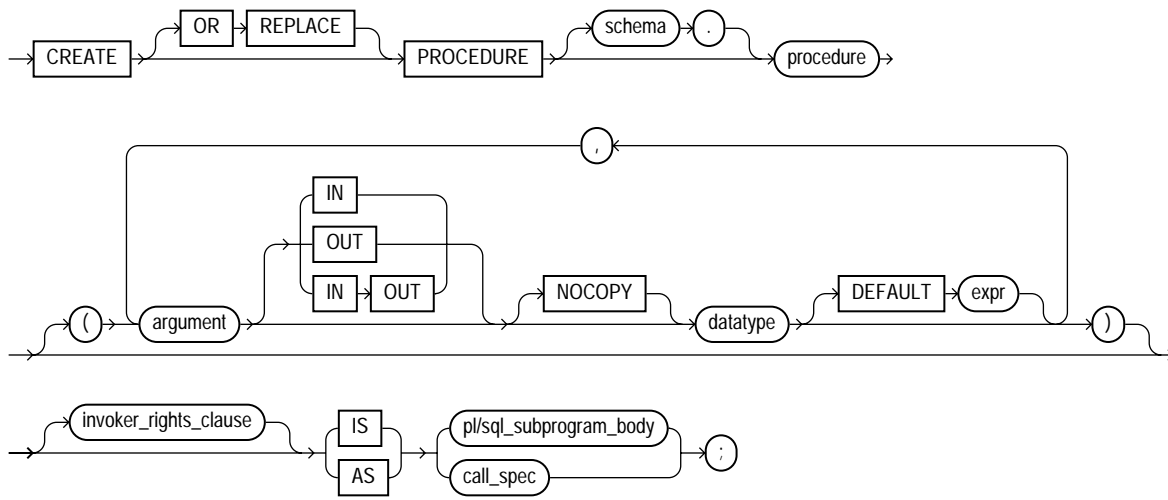 OR REPLACE schema .
CREATE PROCEDURE procedure
,
IN
OUT
IN OUT NOCOPY DEFAULT expr
( argument datatype )
invoker_rights_clause IS pl/sql_subprogram_body
AS call_spec ;